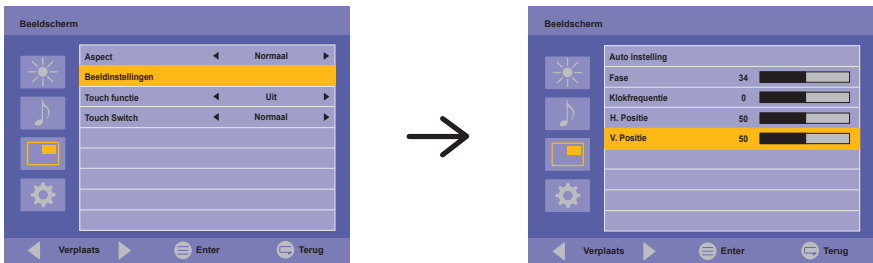 Beeldscherm
Aspect Normaal
Beeldinstellingen
Touch functie Uit
Touch Switch Normaal
Verplaats Enter Terug
Beeldscherm
Auto instelling
Fase 34
Klokfrequentie 0
H. Positie 50
V. Positie 50
Verplaats Enter Terug